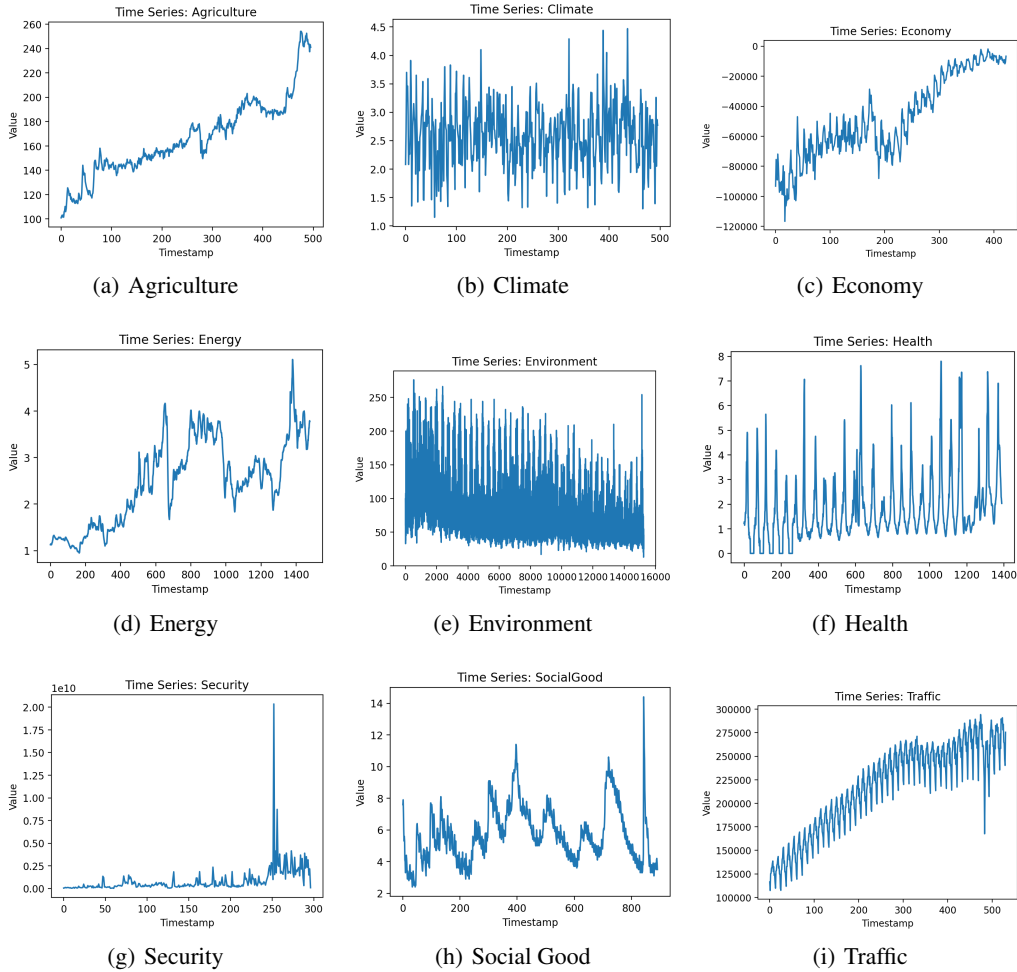 Time Series: Agriculture
260
240
220
200
180
160
140
120
100
Value
0 100 200 300 400 500
Timestamp
(a) Agriculture
Time Series: Climate
4.5
4.0
3.5
3.0
2.5
2.0
1.5
1.0
Value
0 100 200 300 400 500
Timestamp
(b) Climate
Time Series: Economy
0
−20000
−40000
−60000
−80000
−100000
−120000
Value
0 100 200 300 400
Timestamp
(c) Economy
Time Series: Energy
5
4
3
2
1
Value
0 200 400 600 800 1000 1200 1400
Timestamp
(d) Energy
Time Series: Environment
250
200
150
100
50
0
Value
0 2000 4000 6000 8000 10000 12000 14000 16000
Timestamp
(e) Environment
Time Series: Health
8
7
6
5
4
3
2
1
0
Value
0 200 400 600 800 1000 1200 1400
Timestamp
(f) Health
Time Series: Security
1e10
2.00
1.75
1.50
1.25
1.00
0.75
0.50
0.25
0.00
Value
0 50 100 150 200 250 300
Timestamp
(g) Security
Time Series: SocialGood
14
12
10
8
6
4
2
Value
0 200 400 600 800
Timestamp
(h) Social Good
Time Series: Traffic
300000
275000
250000
225000
200000
175000
150000
125000
100000
Value
0 100 200 300 400 500
Timestamp
(i) Traffic